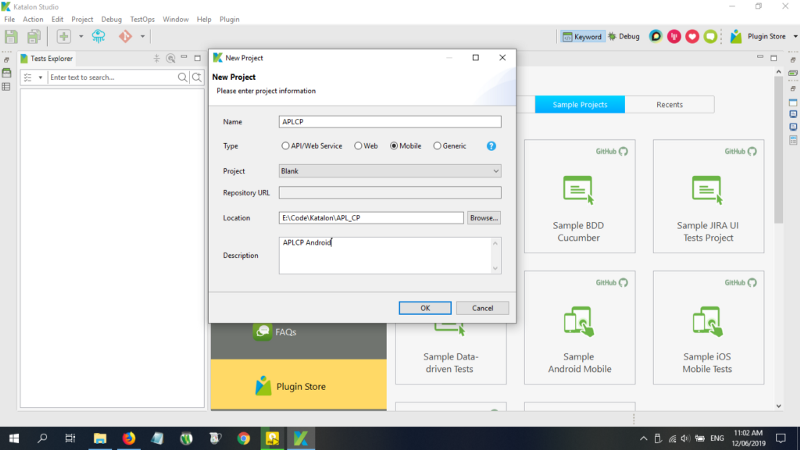 Katalon Studio
File Action Edit Project Debug TestOps Window Help Plugin
Keyword Debug Plugin Store
Tests Explorer
Enter text to search...
New Project
New Project
Please enter project information
Name APLCP
Type API/Web Service Web Mobile Generic ?
Project Blank
Repository URL
Location E:\Code\Katalon\APL_CP Browse...
Description APLCP Android
OK Cancel
Sample Projects Recents
GitHub GitHub
Sample BDD
Cucumber
Sample JIRA UI
Tests Project
GitHub GitHub
FAQs
Plugin Store
Sample Data-
driven Tests
Sample
Android Mobile
Sample iOS
Mobile Tests
ENG
11:02 AM
12/06/2019